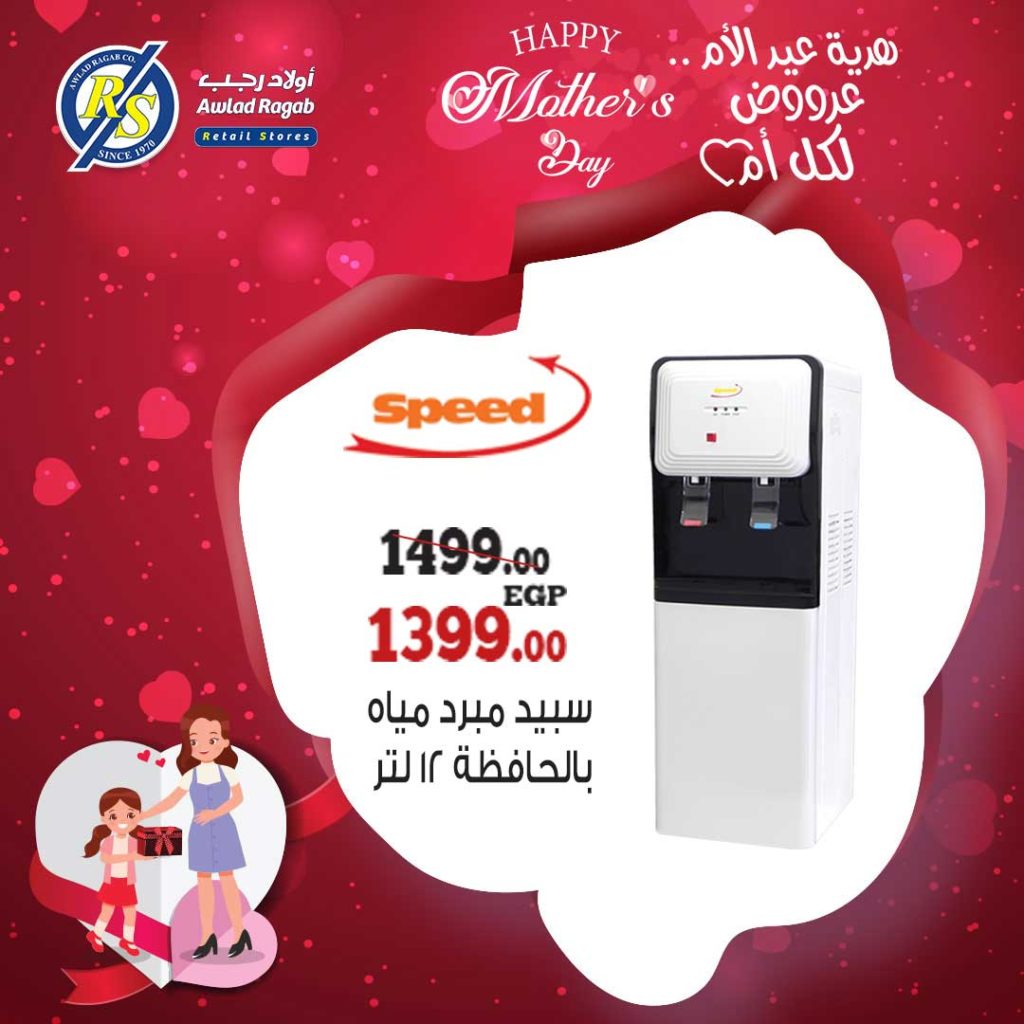 AWLAD RAGAB CO.
RS
SINCE 1970
أولاد رجب
Awlad Ragab
Retail Stores
HAPPY
Mother's
Day
هدية عيد الأم ..
عروووض
لكل أم
Speed
Speed
1499.00
EGP
1399.00
سبيد مبرد مياه
بالحافظة ١٢ لتر